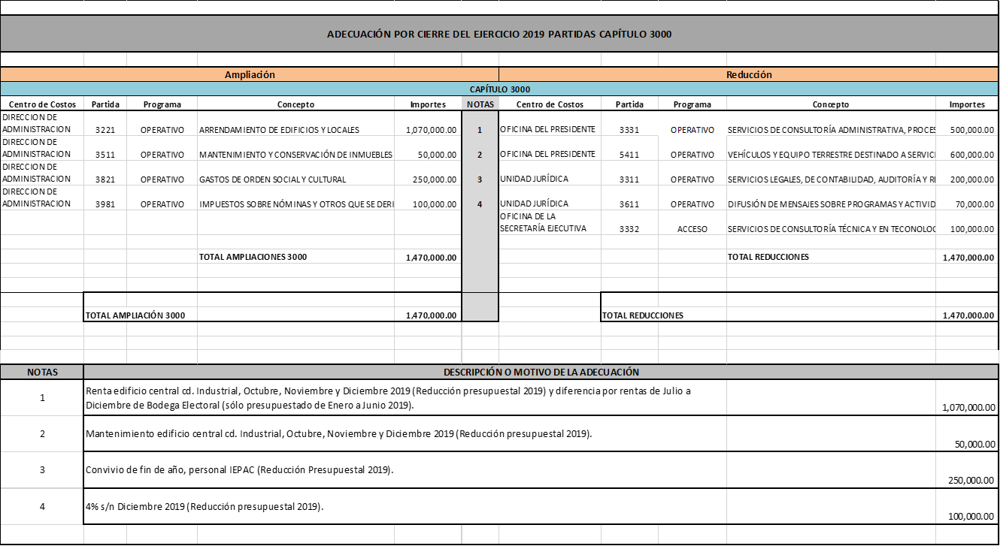 ADECUACIÓN POR CIERRE DEL EJERCICIO 2019 PARTIDAS CAPÍTULO 3000
Ampliación Reducción
CAPÍTULO 3000
Centro de Costos Partida Programa Concepto Importes NOTAS Centro de Costos Partida Programa Concepto Importes
DIRECCION DE
ADMINISTRACION 3221 OPERATIVO ARRENDAMIENTO DE EDIFICIOS Y LOCALES 1,070,000.00 1 OFICINA DEL PRESIDENTE 3331 OPERATIVO SERVICIOS DE CONSULTORÍA ADMINISTRATIVA, PROCES 500,000.00
DIRECCION DE
ADMINISTRACION 3511 OPERATIVO MANTENIMIENTO Y CONSERVACIÓN DE INMUEBLES 50,000.00 2 OFICINA DEL PRESIDENTE 5411 OPERATIVO VEHÍCULOS Y EQUIPO TERRESTRE DESTINADO A SERVICI 600,000.00
DIRECCION DE
ADMINISTRACION 3821 OPERATIVO GASTOS DE ORDEN SOCIAL Y CULTURAL 250,000.00 3 UNIDAD JURÍDICA 3311 OPERATIVO SERVICIOS LEGALES, DE CONTABILIDAD, AUDITORÍA Y RE 200,000.00
DIRECCION DE
ADMINISTRACION 3981 OPERATIVO IMPUESTOS SOBRE NÓMINAS Y OTROS QUE SE DERI 100,000.00 4 UNIDAD JURÍDICA 3611 OPERATIVO DIFUSIÓN DE MENSAJES SOBRE PROGRAMAS Y ACTIVID 70,000.00
OFICINA DE LA
SECRETARÍA EJECUTIVA 3332 ACCESO SERVICIOS DE CONSULTORÍA TÉCNICA Y EN TECONOLOG 100,000.00
TOTAL AMPLIACIONES 3000 1,470,000.00 TOTAL REDUCCIONES 1,470,000.00
TOTAL AMPLIACIÓN 3000 1,470,000.00 TOTAL REDUCCIONES 1,470,000.00
NOTAS DESCRIPCIÓN O MOTIVO DE LA ADECUACIÓN
1 Renta edificio central cd. Industrial, Octubre, Noviembre y Diciembre 2019 (Reducción presupuestal 2019) y diferencia por rentas de Julio a
Diciembre de Bodega Electoral (sólo presupuestado de Enero a Junio 2019). 1,070,000.00
2 Mantenimiento edificio central cd. Industrial, Octubre, Noviembre y Diciembre 2019 (Reducción presupuestal 2019). 50,000.00
3 Convivio de fin de año, personal IEPAC (Reducción Presupuestal 2019). 250,000.00
4 4% s/n Diciembre 2019 (Reducción presupuestal 2019). 100,000.00